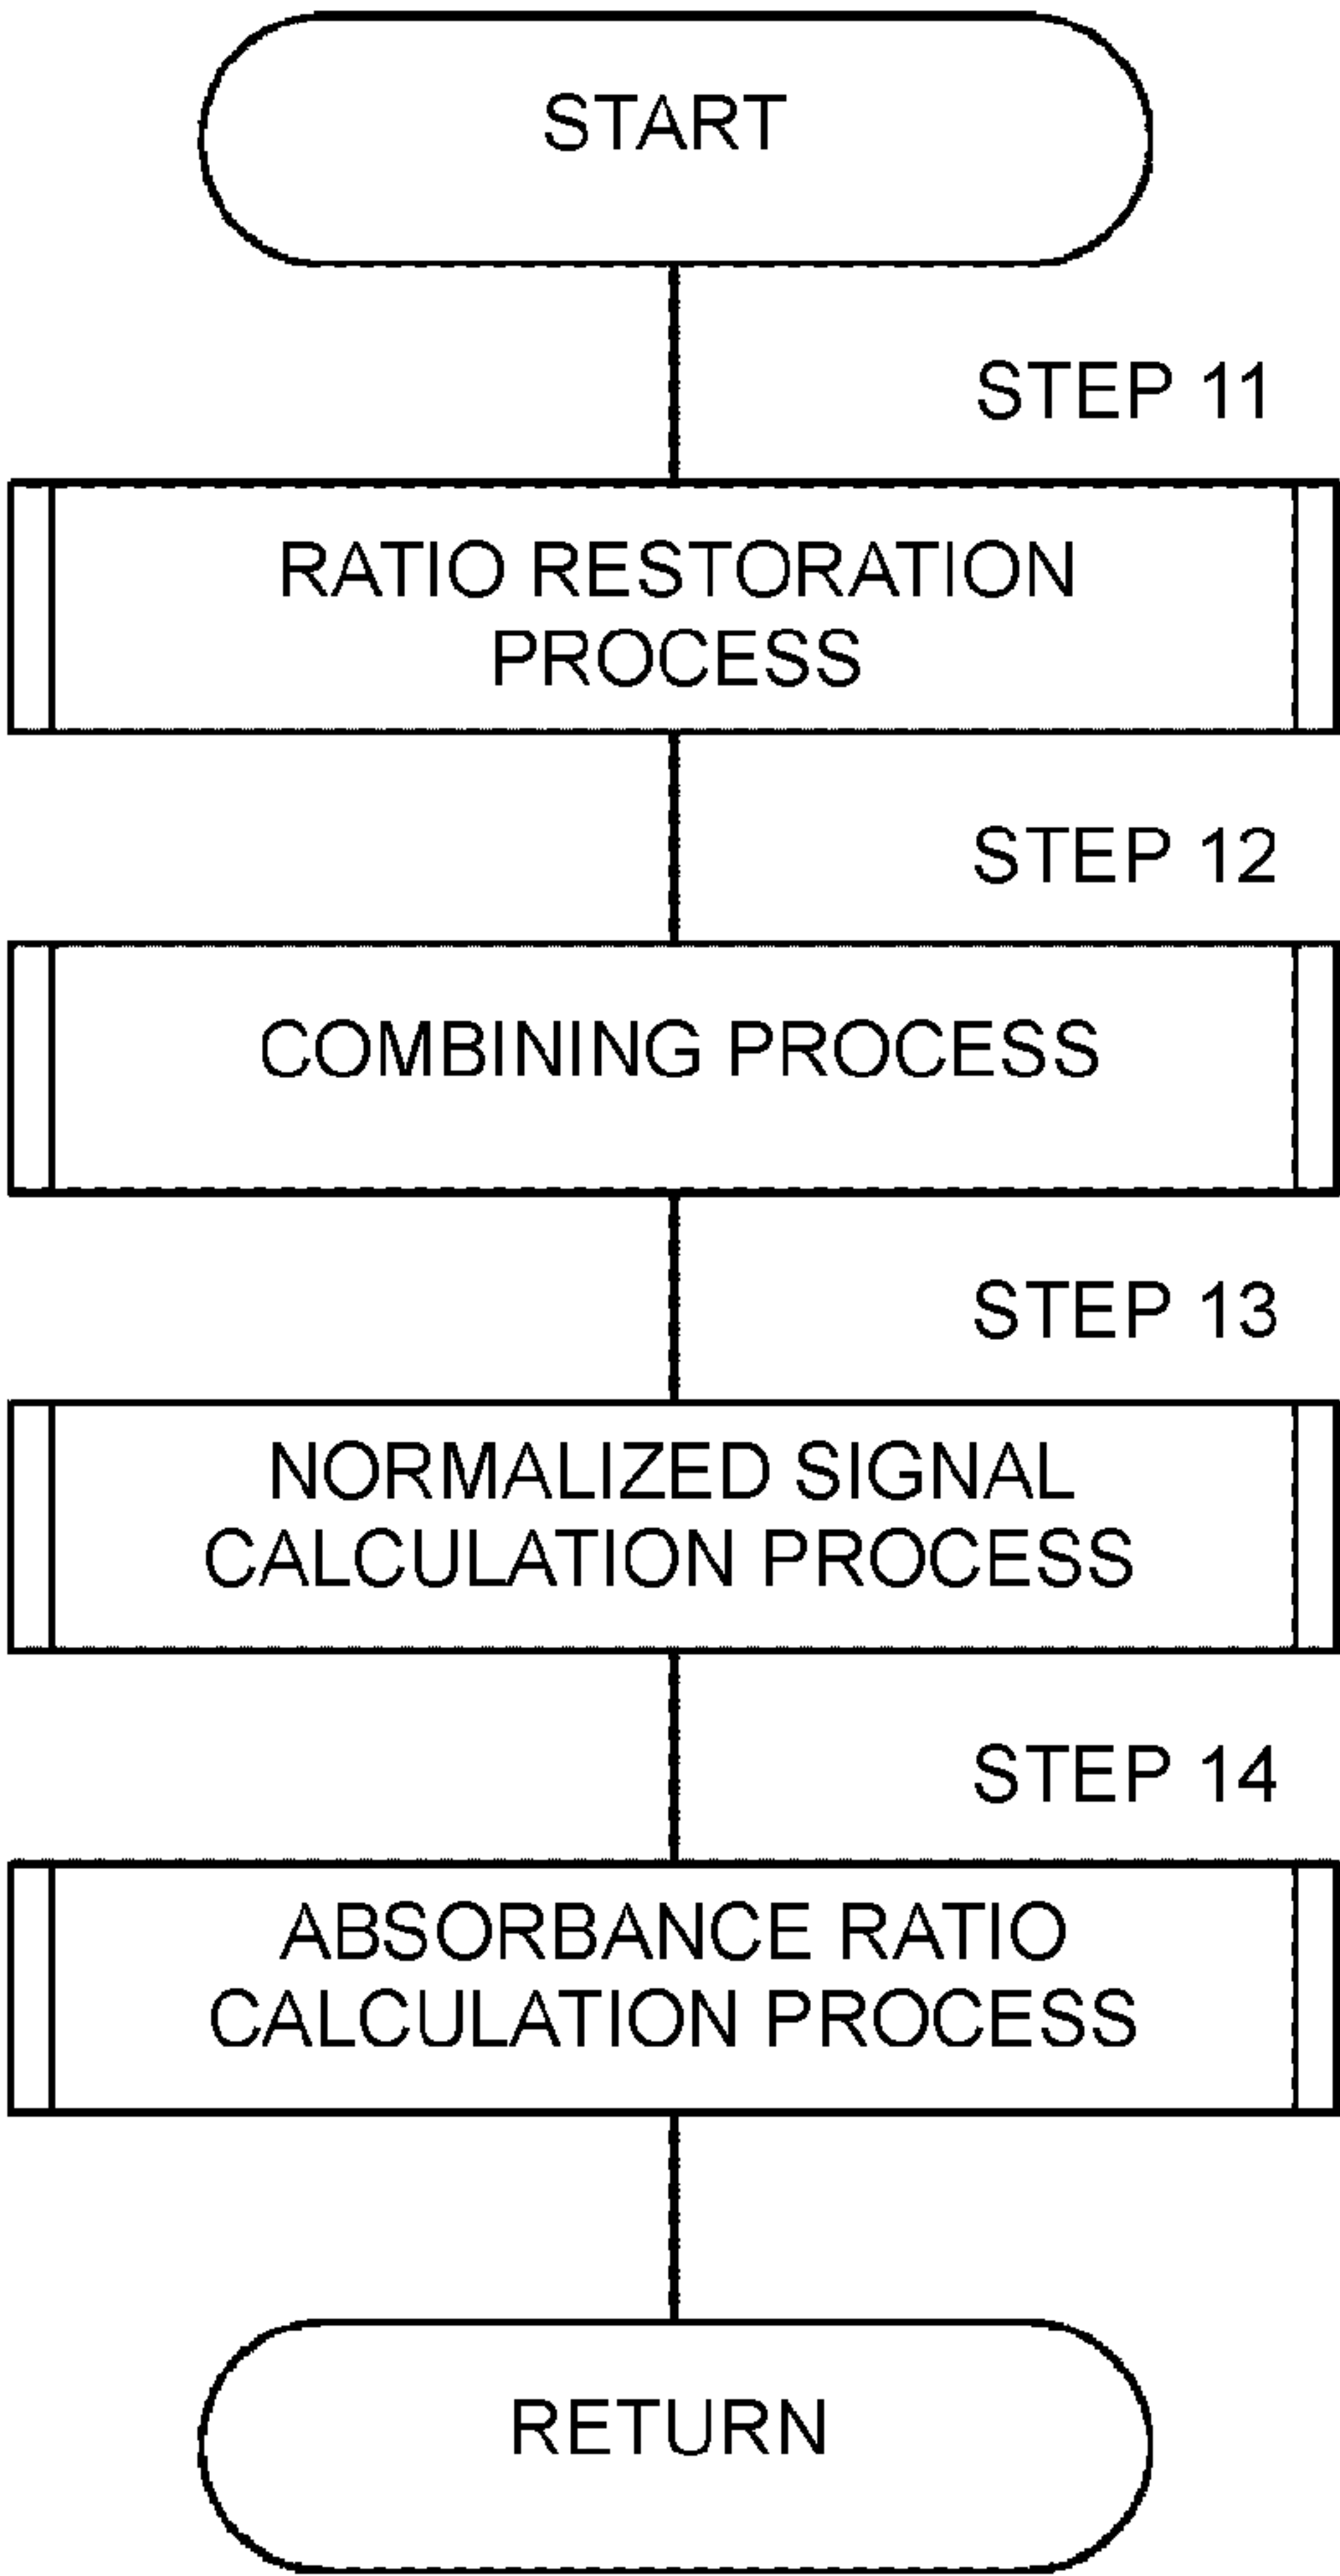 START
STEP 11
RATIO RESTORATION
PROCESS
STEP 12
COMBINING PROCESS
STEP 13
NORMALIZED SIGNAL
CALCULATION PROCESS
STEP 14
ABSORBANCE RATIO
CALCULATION PROCESS
RETURN